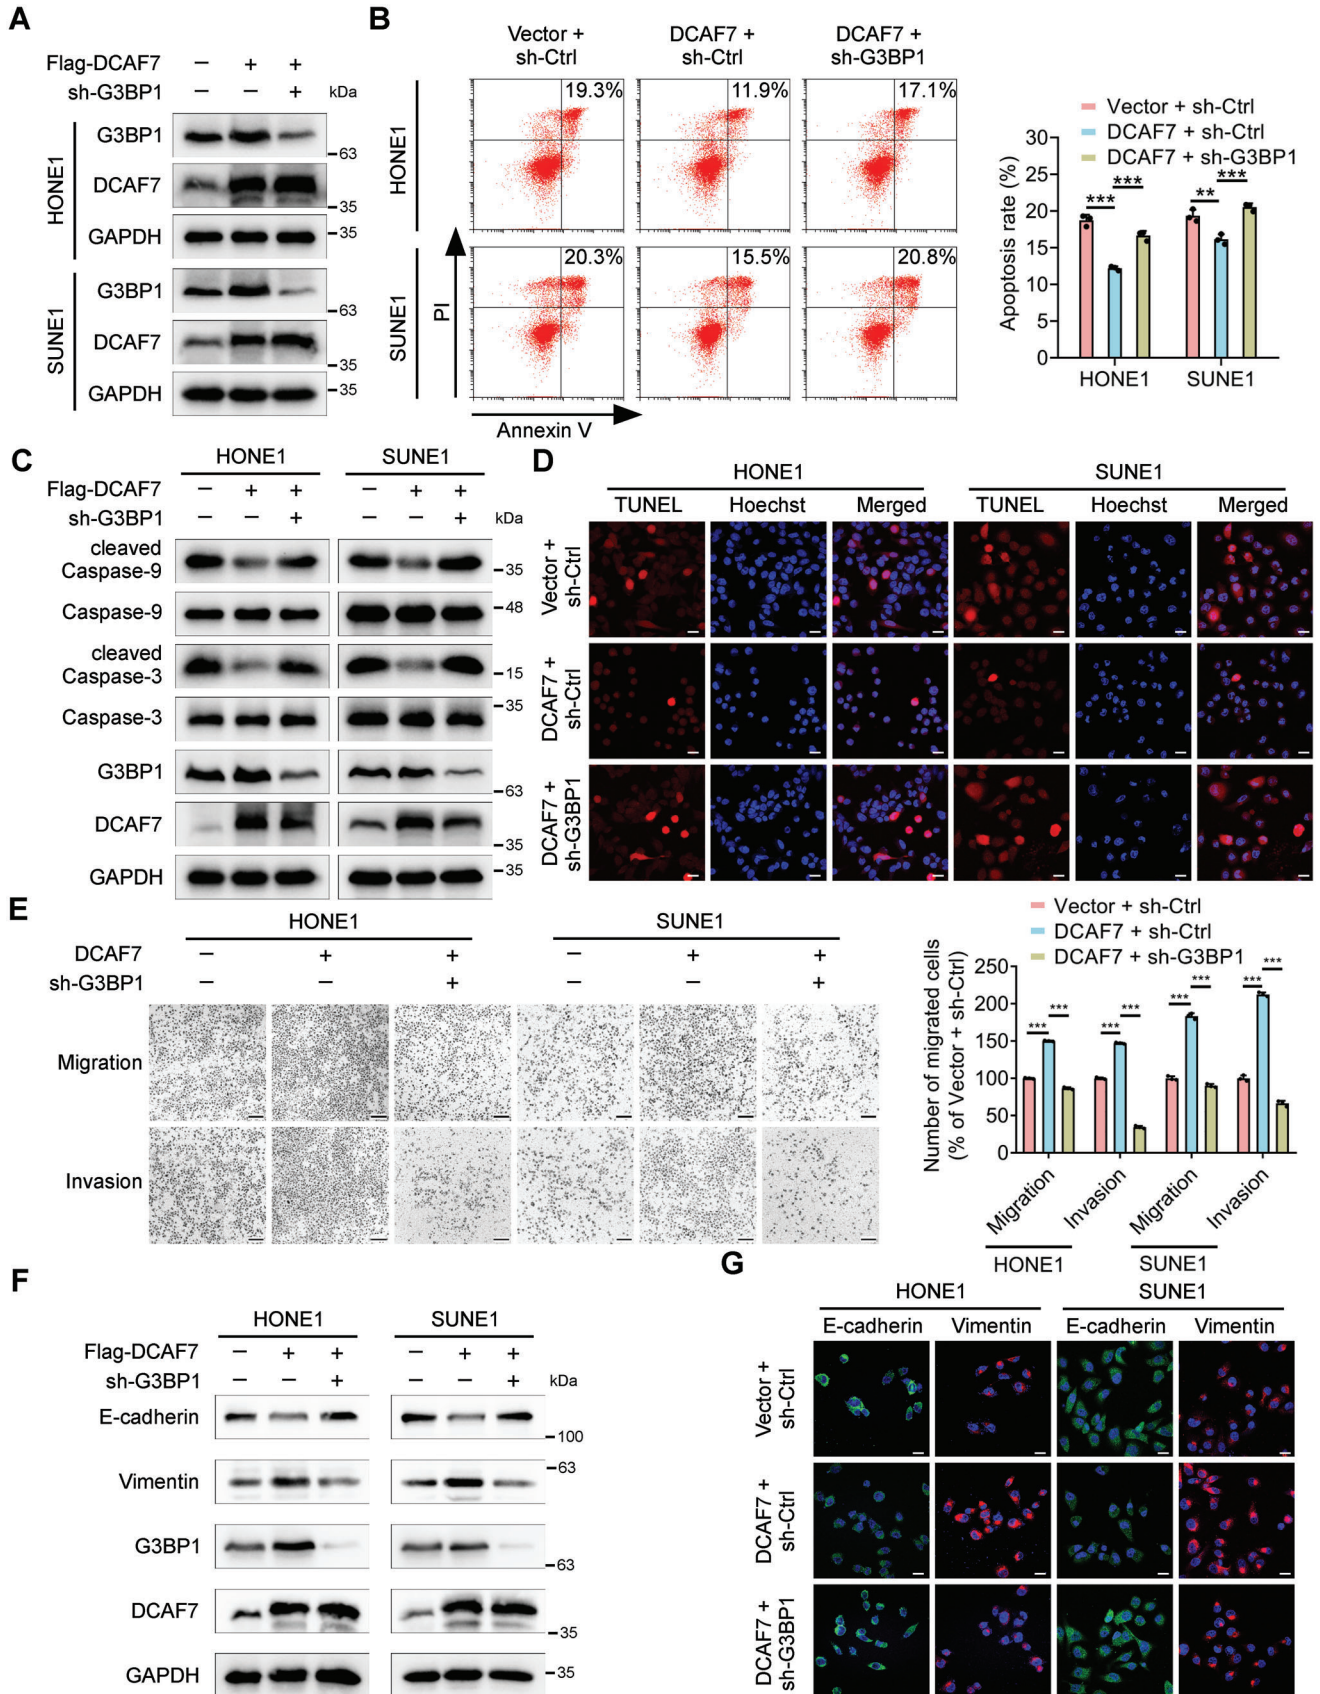 A
Flag-DCAF7 – + +
sh-G3BP1 – – + kDa
HONE1
G3BP1
63
DCAF7
35
GAPDH
35
SUNE1
G3BP1
63
DCAF7
35
GAPDH
35
B
Vector + sh-Ctrl
DCAF7 + sh-Ctrl
DCAF7 + sh-G3BP1
HONE1
19.3%
11.9%
17.1%
SUNE1
20.3%
15.5%
20.8%
PI
Annexin V
Vector + sh-Ctrl
DCAF7 + sh-Ctrl
DCAF7 + sh-G3BP1
Apoptosis rate (%)
30
25
20
15
10
5
0
*** *** ** ***
HONE1 SUNE1
C
HONE1 SUNE1
Flag-DCAF7 – + + – + +
sh-G3BP1 – – + – – + kDa
cleaved
Caspase-9
35
Caspase-9
48
cleaved
Caspase-3
15
Caspase-3
35
G3BP1
63
DCAF7
35
GAPDH
35
D
HONE1 SUNE1
TUNEL Hoechst Merged TUNEL Hoechst Merged
Vector +
sh-Ctrl
DCAF7 +
sh-Ctrl
DCAF7 +
sh-G3BP1
E
HONE1 SUNE1
DCAF7 – + + – + +
sh-G3BP1 – – + – – +
Migration
Invasion
Vector + sh-Ctrl
DCAF7 + sh-Ctrl
DCAF7 + sh-G3BP1
Number of migrated cells
(% of Vector + sh-Ctrl)
250
200
150
100
50
0
*** *** *** *** *** *** *** ***
Migration Invasion Migration Invasion
HONE1 SUNE1
F
HONE1 SUNE1
Flag-DCAF7 – + + – + +
sh-G3BP1 – – + – – + kDa
E-cadherin
100
Vimentin
63
G3BP1
63
DCAF7
35
GAPDH
35
G
HONE1 SUNE1
E-cadherin Vimentin E-cadherin Vimentin
Vector +
sh-Ctrl
DCAF7 +
sh-Ctrl
DCAF7 +
sh-G3BP1